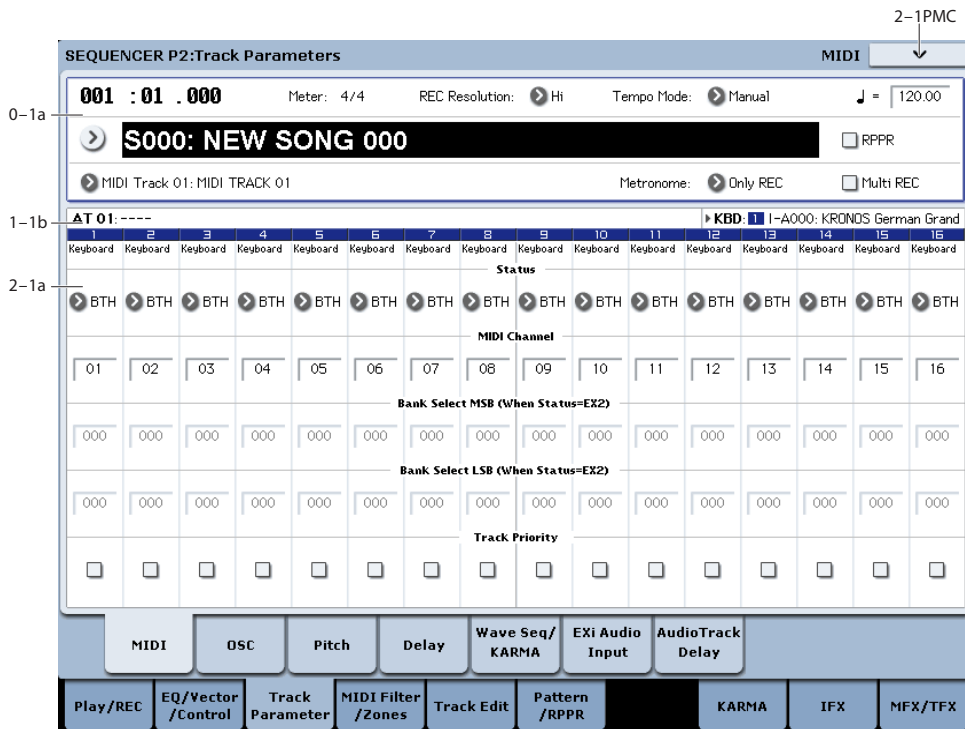 2–1PMC
SEQUENCER P2:Track Parameters MIDI
001 :01 .000 Meter: 4/4 REC Resolution: Hi Tempo Mode: Manual ♩ = 120.00
0–1a
S000: NEW SONG 000 RPPR
MIDI Track 01: MIDI TRACK 01 Metronome: Only REC Multi REC
1–1b
AT 01:---- KBD: 1 I-A000: KRONOS German Grand
1 2 3 4 5 6 7 8 9 10 11 12 13 14 15 16
Keyboard Keyboard Keyboard Keyboard Keyboard Keyboard Keyboard Keyboard Keyboard Keyboard Keyboard Keyboard Keyboard Keyboard Keyboard Keyboard
Status
2–1a
BTH BTH BTH BTH BTH BTH BTH BTH BTH BTH BTH BTH BTH BTH BTH BTH
MIDI Channel
01 02 03 04 05 06 07 08 09 10 11 12 13 14 15 16
Bank Select MSB (When Status=EX2)
000 000 000 000 000 000 000 000 000 000 000 000 000 000 000 000
Bank Select LSB (When Status=EX2)
000 000 000 000 000 000 000 000 000 000 000 000 000 000 000 000
Track Priority
MIDI OSC Pitch Delay Wave Seq/ EXi Audio AudioTrack
KARMA Input Delay
Play/REC EQ/Vector Track MIDI Filter Track Edit Pattern KARMA IFX MFX/TFX
/Control Parameter /Zones /RPPR